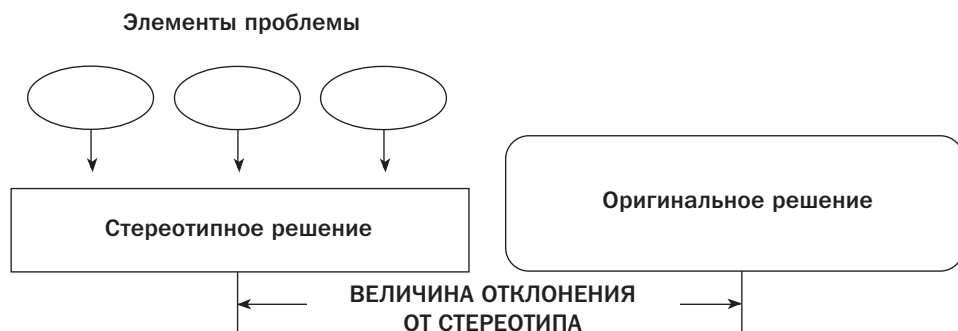 Элементы проблемы
Стереотипное решение
Оригинальное решение
ВЕЛИЧИНА ОТКЛОНЕНИЯ
ОТ СТЕРЕОТИПА